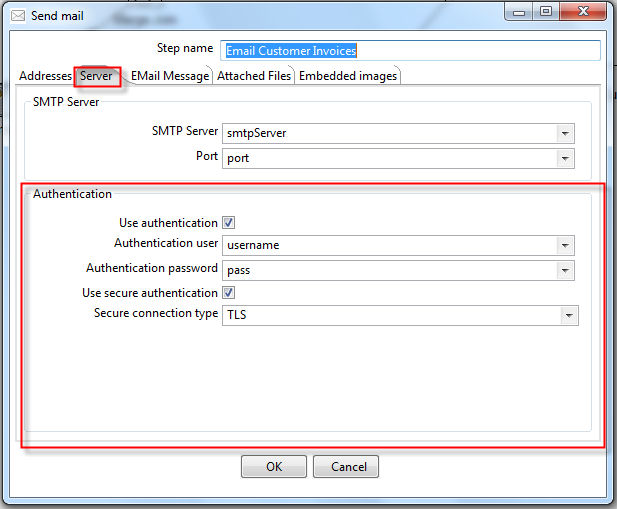 Send mail
Step name Email Customer Invoices
Addresses Server EMail Message Attached Files Embedded images
SMTP Server
SMTP Server smtpServer
Port port
Authentication
Use authentication
Authentication user username
Authentication password pass
Use secure authentication
Secure connection type TLS
OK Cancel